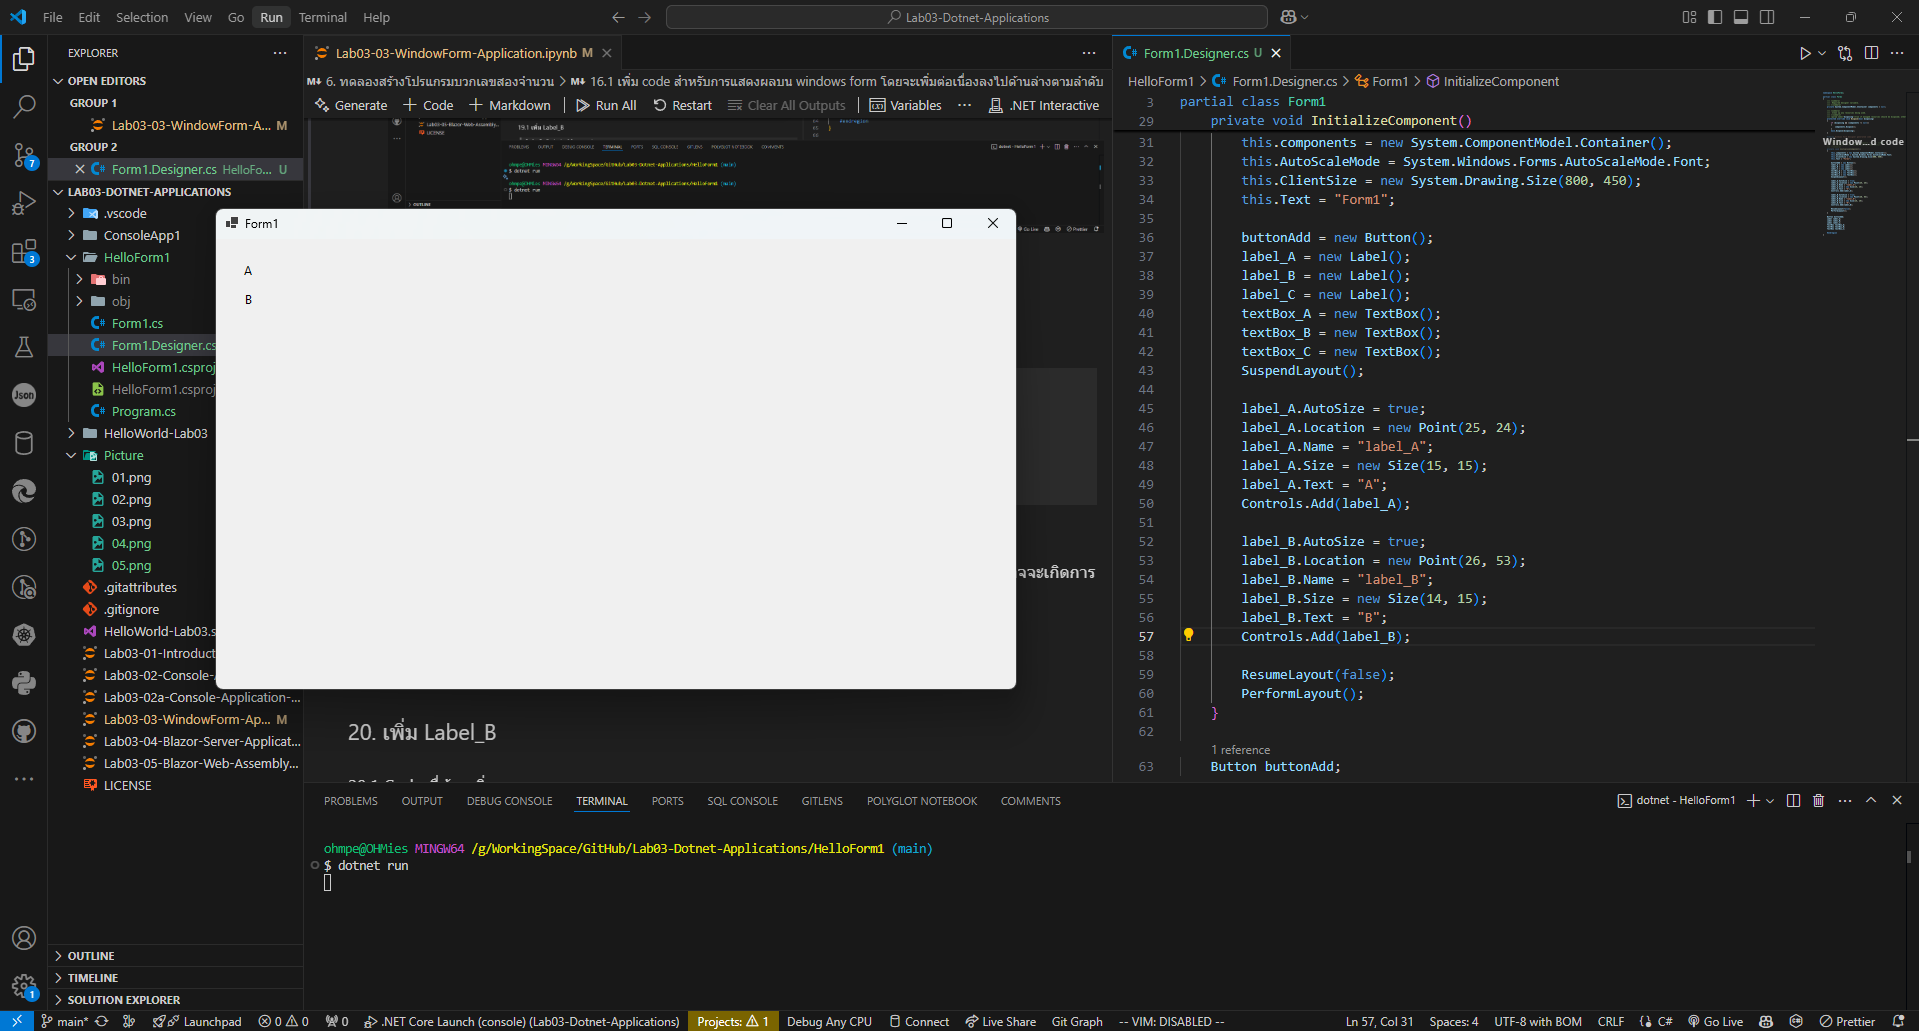 File Edit Selection View Go Run Terminal Help
Lab03-Dotnet-Applications
EXPLORER
OPEN EDITORS
GROUP 1
Lab03-03-WindowForm-A... M
GROUP 2
Form1.Designer.cs HelloFo... U
LAB03-DOTNET-APPLICATIONS
.vscode
ConsoleApp1
HelloForm1
bin
obj
Form1.cs
Form1.Designer.cs
HelloForm1.csproj
HelloForm1.csproj
Program.cs
HelloWorld-Lab03
Picture
01.png
02.png
03.png
04.png
05.png
.gitattributes
.gitignore
HelloWorld-Lab03.s
Lab03-01-Introduct
Lab03-02-Console-
Lab03-02a-Console-Application-...
Lab03-03-WindowForm-Ap... M
Lab03-04-Blazor-Server-Applicat...
Lab03-05-Blazor-Web-Assembly...
LICENSE
OUTLINE
TIMELINE
SOLUTION EXPLORER
7
3
Json
1
Lab03-03-WindowForm-Application.ipynb M
M↓ 6. ทดลองสร้างโปรแกรมบวกเลขสองจำนวน > M↓ 16.1 เพิ่ม code สำหรับการแสดงผลบน windows form โดยจะเพิ่มต่อเนื่องลงไปด้านล่างตามลำดับ
Generate + Code + Markdown Run All Restart Clear All Outputs Variables ... .NET Interactive
19.1 เพิ่ม Label_B
Form1
A
B
20. เพิ่ม Label_B
Form1.Designer.cs U
HelloForm1 > Form1.Designer.cs > Form1 > InitializeComponent
3 partial class Form1
29 private void InitializeComponent()
31 this.components = new System.ComponentModel.Container();
32 this.AutoScaleMode = System.Windows.Forms.AutoScaleMode.Font;
33 this.ClientSize = new System.Drawing.Size(800, 450);
34 this.Text = "Form1";
35
36 buttonAdd = new Button();
37 label_A = new Label();
38 label_B = new Label();
39 label_C = new Label();
40 textBox_A = new TextBox();
41 textBox_B = new TextBox();
42 textBox_C = new TextBox();
43 SuspendLayout();
44
45 label_A.AutoSize = true;
46 label_A.Location = new Point(25, 24);
47 label_A.Name = "label_A";
48 label_A.Size = new Size(15, 15);
49 label_A.Text = "A";
50 Controls.Add(label_A);
51
52 label_B.AutoSize = true;
53 label_B.Location = new Point(26, 53);
54 label_B.Name = "label_B";
55 label_B.Size = new Size(14, 15);
56 label_B.Text = "B";
57 Controls.Add(label_B);
58
59 ResumeLayout(false);
60 PerformLayout();
61 }
62
1 reference
63 Button buttonAdd;
Window...d code
PROBLEMS OUTPUT DEBUG CONSOLE TERMINAL PORTS SQL CONSOLE GITLENS POLYGLOT NOTEBOOK COMMENTS
dotnet - HelloForm1
ohmpe@OHMies MINGW64 /g/WorkingSpace/GitHub/Lab03-Dotnet-Applications/HelloForm1 (main)
$ dotnet run
main* Launchpad 0 0 0 .NET Core Launch (console) (Lab03-Dotnet-Applications) Projects: 1 Debug Any CPU Connect Live Share Git Graph -- VIM: DISABLED -- Ln 57, Col 31 Spaces: 4 UTF-8 with BOM CRLF {} C# Go Live Prettier